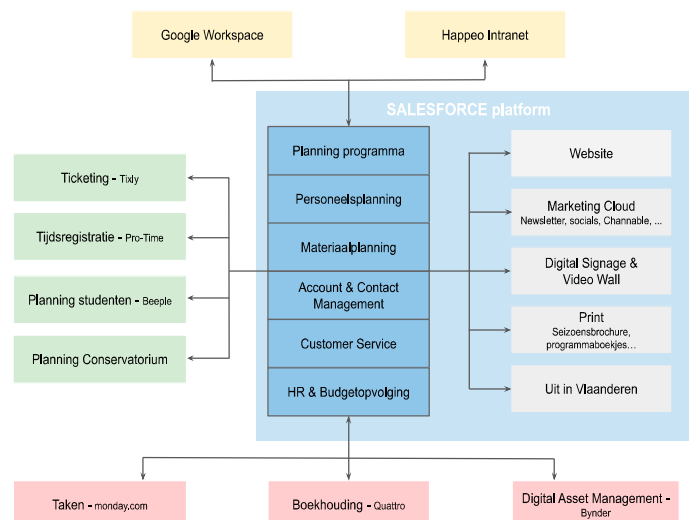 Google Workspace
Happeo Intranet
SALESFORCE platform
Planning programma
Personeelsplanning
Materiaalplanning
Account & Contact
Management
Customer Service
HR & Budgetopvolging
Ticketing - Tixly
Tijdsregistratie - Pro-Time
Planning studenten - Beeple
Planning Conservatorium
Website
Marketing Cloud
Newsletter, socials, Channable, ...
Digital Signage &
Video Wall
Print
Seizoensbrochure,
programmaboekjes...
Uit in Vlaanderen
Taken - monday.com
Boekhouding - Quattro
Digital Asset Management -
Bynder